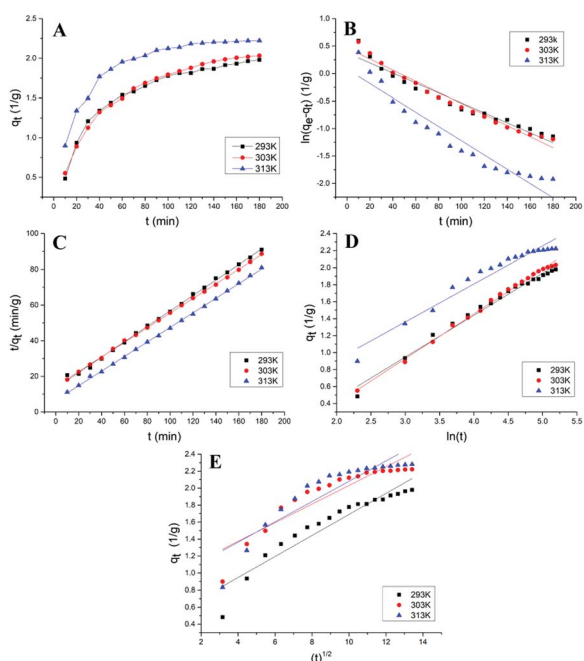 A
q_t (1/g)
2.5
2.0
1.5
1.0
0.5
293K
303K
313K
0 20 40 60 80 100 120 140 160 180 200
t (min)
B
ln(q_e-q_t) (1/g)
1.0
0.5
0.0
-0.5
-1.0
-1.5
-2.0
293k
303K
313K
0 20 40 60 80 100 120 140 160 180 200
t (min)
C
t/q_t (min/g)
100
80
60
40
20
0
293K
303K
313K
0 20 40 60 80 100 120 140 160 180 200
t (min)
D
q_t (1/g)
2.6
2.4
2.2
2.0
1.8
1.6
1.4
1.2
1.0
0.8
0.6
0.4
293K
303K
313K
2.0 2.5 3.0 3.5 4.0 4.5 5.0
ln(t)
E
q_t (1/g)
2.4
2.2
2.0
1.8
1.6
1.4
1.2
1.0
0.8
0.6
0.4
293K
303K
313K
2 4 6 8 10 12 14
(t)^1/2